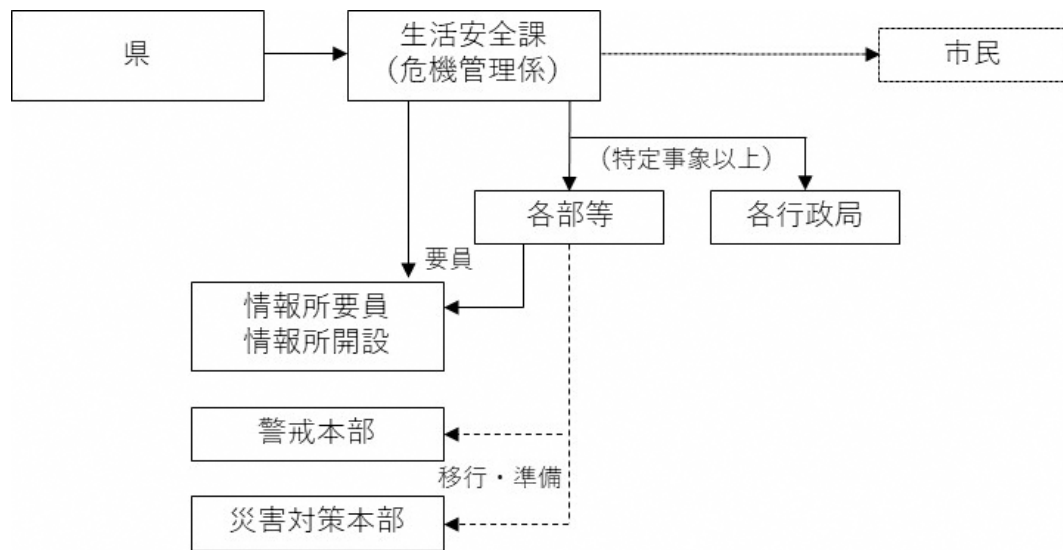 県
生活安全課
(危機管理係)
市民
(特定事象以上)
各部等
各行政局
要員
情報所要員
情報所開設
警戒本部
移行・準備
災害対策本部